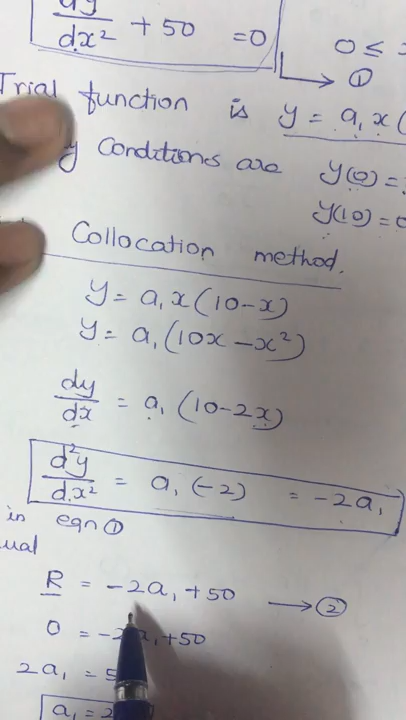 dy
dx² + 50 = 0
0 ≤
→ ①
Trial function is y = a₁x(
Conditions are y(0) =
y(10) = 0
Collocation method.
y = a₁x(10-x)
y = a₁(10x-x²)
dy/dx = a₁(10-2x)
d²y/dx² = a₁(-2) = -2a₁
in eqn ①
R = -2a₁+50 → ②
0 = -2a₁+50
2a₁ =
a₁ = 2